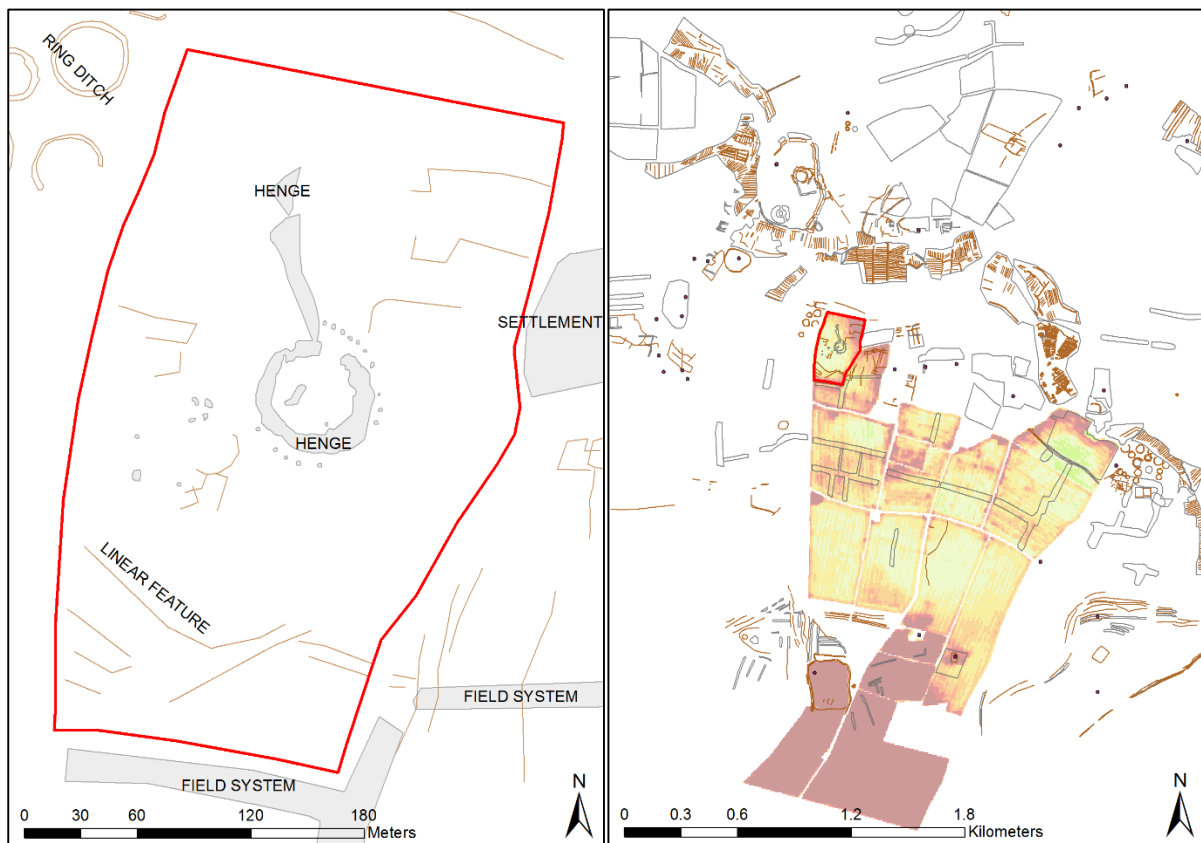 RING DITCH
HENGE
SETTLEMENT
HENGE
LINEAR FEATURE
FIELD SYSTEM
FIELD SYSTEM
N
0 30 60 120 180
Meters
N
0 0.3 0.6 1.2 1.8
Kilometers